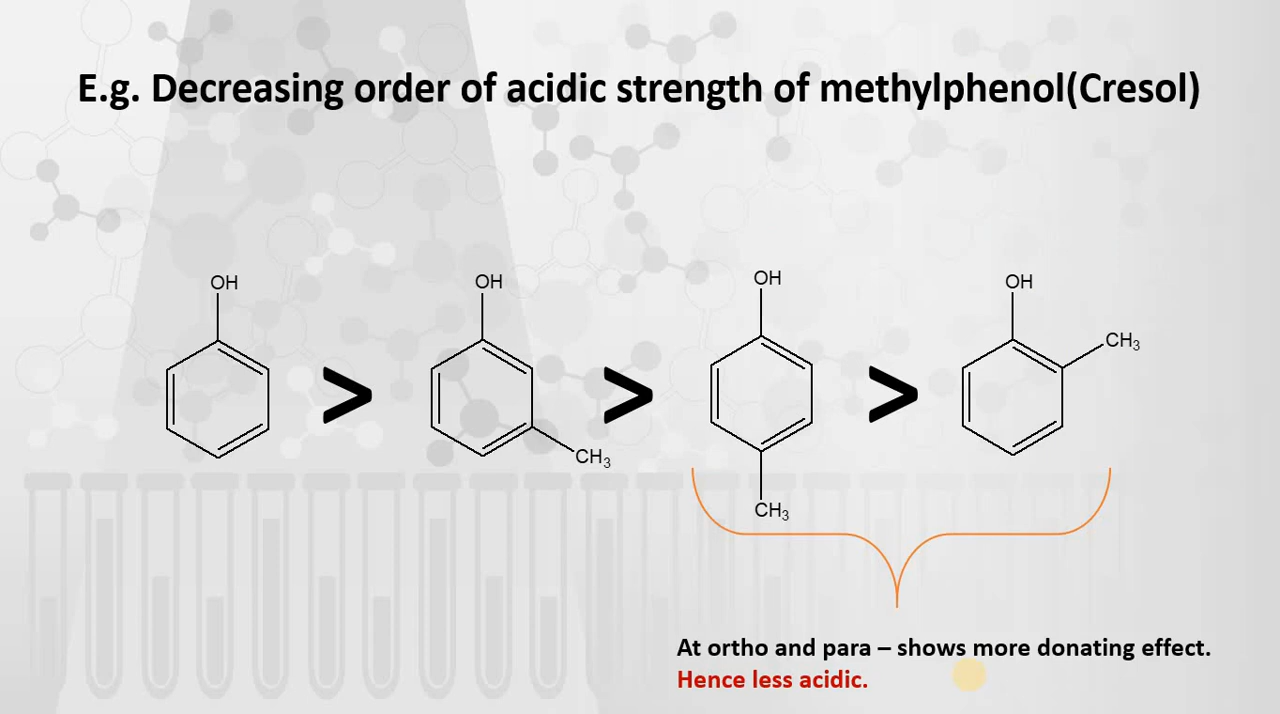 E.g. Decreasing order of acidic strength of methylphenol(Cresol)
OH
OH
OH
OH
CH₃
>
>
>
CH₃
CH₃
At ortho and para – shows more donating effect.
Hence less acidic.